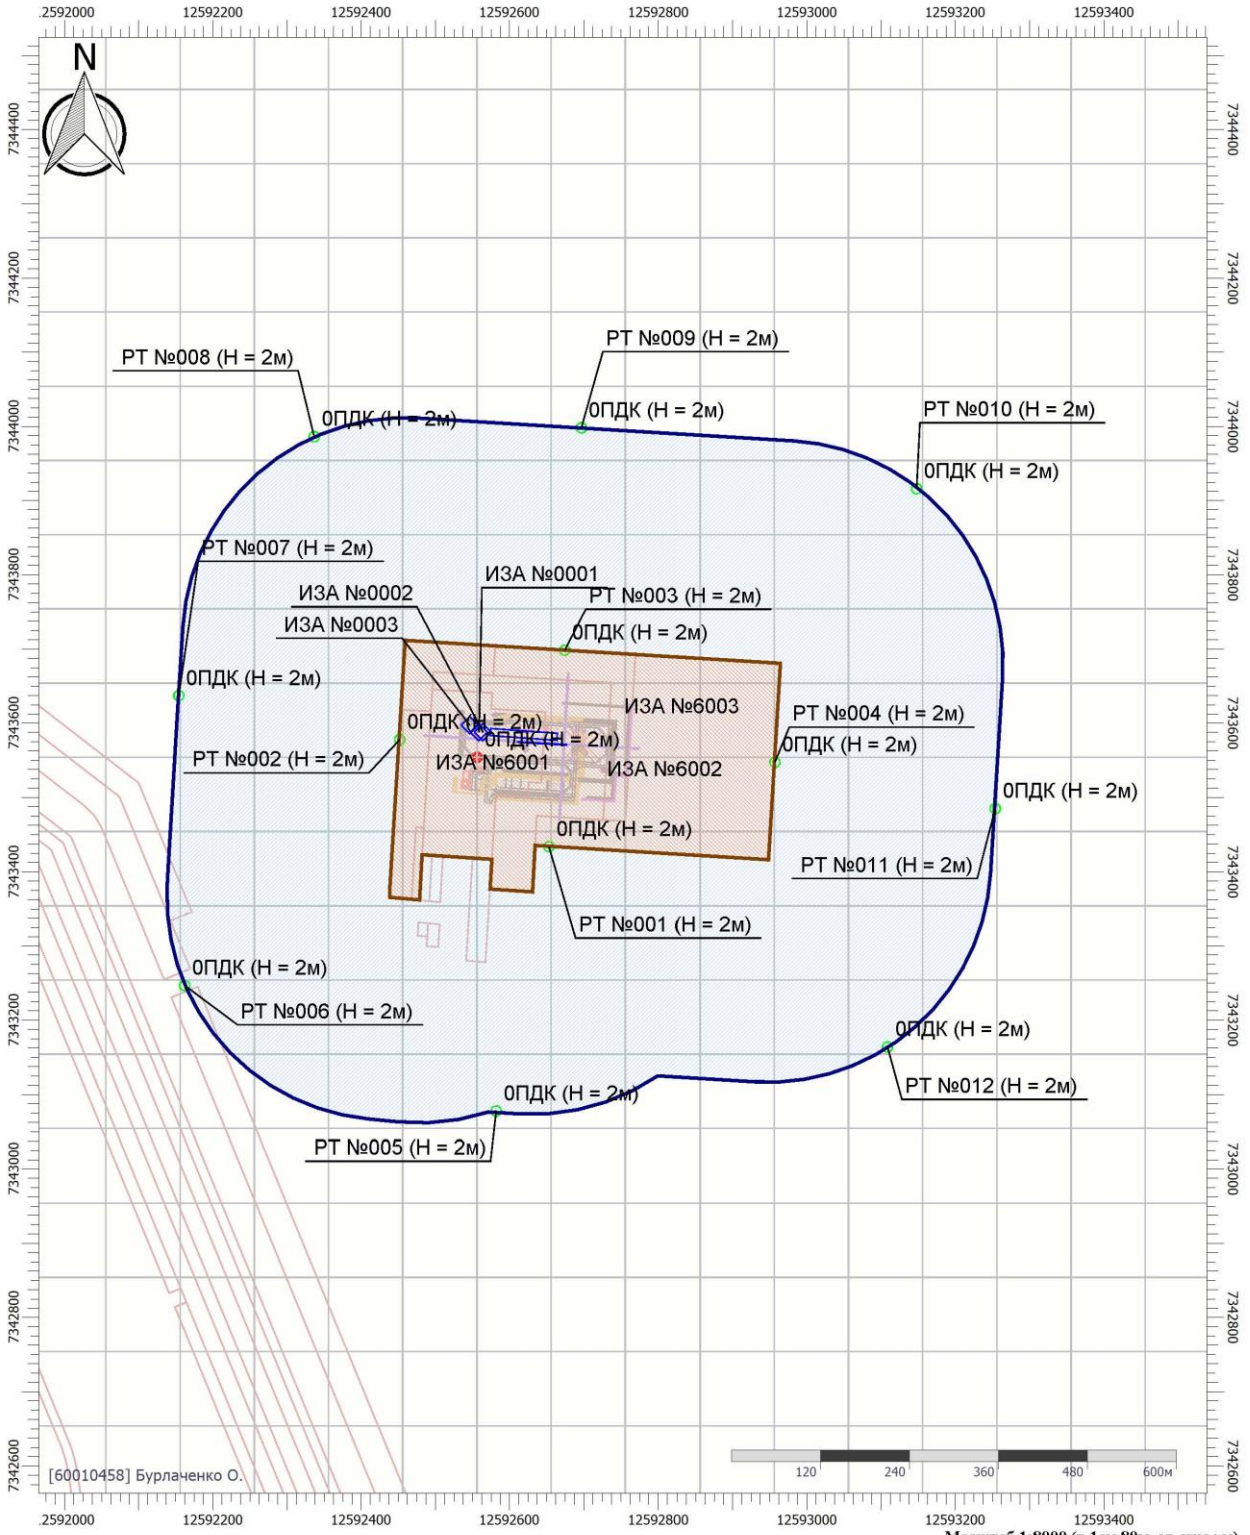 2592000 12592200 12592400 12592600 12592800 12593000 12593200 12593400
N
7344400 7344400
7344200 7344200
РТ №009 (Н = 2м)
РТ №008 (Н = 2м)
7344000 7344000
0ПДК (Н = 2м)
0ПДК (Н = 2м)
РТ №010 (Н = 2м)
0ПДК (Н = 2м)
7343800 7343800
РТ №007 (Н = 2м)
ИЗА №0001
ИЗА №0002
РТ №003 (Н = 2м)
ИЗА №0003
0ПДК (Н = 2м)
0ПДК (Н = 2м)
ИЗА №6003
7343600 7343600
РТ №004 (Н = 2м)
0ПДК (Н = 2м)
0ПДК (Н = 2м)
0ПДК (Н = 2м)
РТ №002 (Н = 2м)
ИЗА №6001
ИЗА №6002
0ПДК (Н = 2м)
0ПДК (Н = 2м)
РТ №011 (Н = 2м)
7343400 7343400
РТ №001 (Н = 2м)
0ПДК (Н = 2м)
РТ №006 (Н = 2м)
7343200 7343200
0ПДК (Н = 2м)
РТ №012 (Н = 2м)
0ПДК (Н = 2м)
РТ №005 (Н = 2м)
7343000 7343000
7342800 7342800
7342600 7342600
[60010458] Бурлаченко О.
120 240 360 480 600м
2592000 12592200 12592400 12592600 12592800 12593000 12593200 12593400